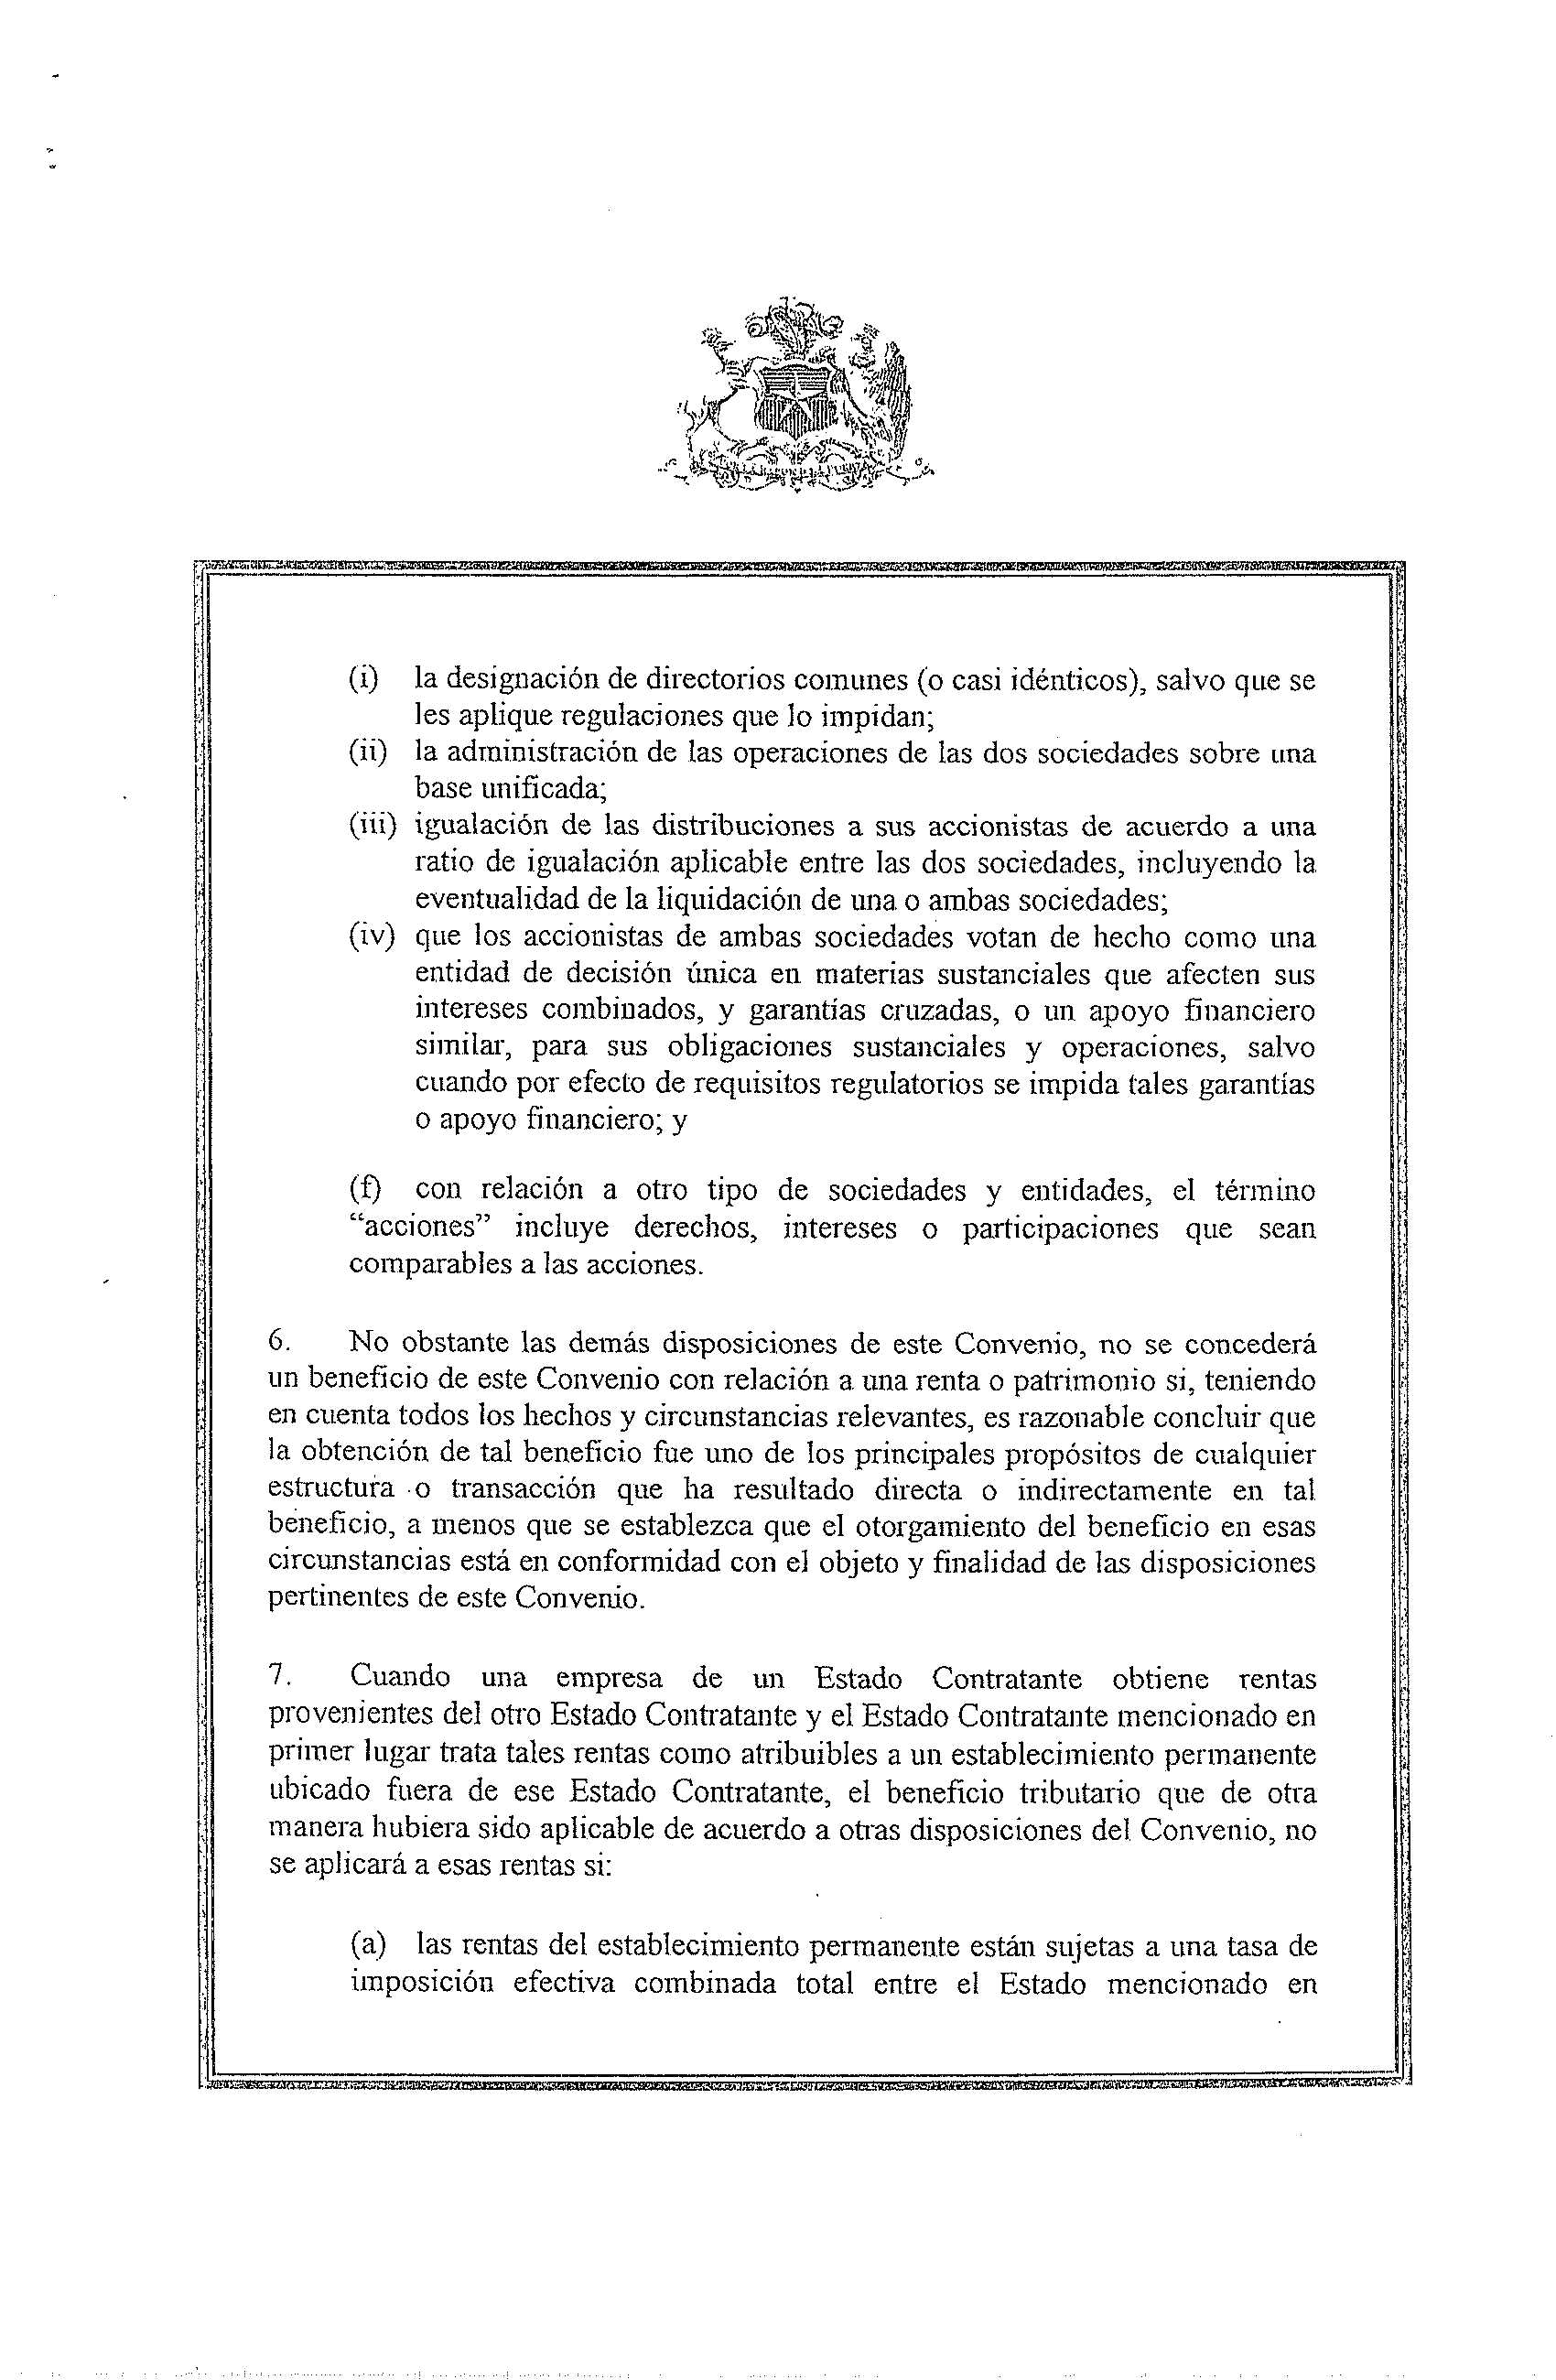 (i) la designación de directorios comunes (o casi idénticos), salvo que se
les aplique regulaciones que lo impidan;
(ii) la administración de las operaciones de las dos sociedades sobre una
base unificada;
(iii) igualación de las distribuciones a sus accionistas de acuerdo a una
ratio de igualación aplicable entre las dos sociedades, incluyendo la
eventualidad de la liquidación de una o ambas sociedades;
(iv) que los accionistas de ambas sociedades votan de hecho como una
entidad de decisión única en materias sustanciales que afecten sus
intereses combinados, y garantías cruzadas, o un apoyo financiero
similar, para sus obligaciones sustanciales y operaciones, salvo
cuando por efecto de requisitos regulatorios se impida tales garantías
o apoyo financiero; y
(f) con relación a otro tipo de sociedades y entidades, el término
“acciones” incluye derechos, intereses o participaciones que sean
comparables a las acciones.
6. No obstante las demás disposiciones de este Convenio, no se concederá
un beneficio de este Convenio con relación a una renta o patrimonio si, teniendo
en cuenta todos los hechos y circunstancias relevantes, es razonable concluir que
la obtención de tal beneficio fue uno de los principales propósitos de cualquier
estructura o transacción que ha resultado directa o indirectamente en tal
beneficio, a menos que se establezca que el otorgamiento del beneficio en esas
circunstancias está en conformidad con el objeto y finalidad de las disposiciones
pertinentes de este Convenio.
7. Cuando una empresa de un Estado Contratante obtiene rentas
provenientes del otro Estado Contratante y el Estado Contratante mencionado en
primer lugar trata tales rentas como atribuibles a un establecimiento permanente
ubicado fuera de ese Estado Contratante, el beneficio tributario que de otra
manera hubiera sido aplicable de acuerdo a otras disposiciones del Convenio, no
se aplicará a esas rentas si:
(a) las rentas del establecimiento permanente están sujetas a una tasa de
imposición efectiva combinada total entre el Estado mencionado en